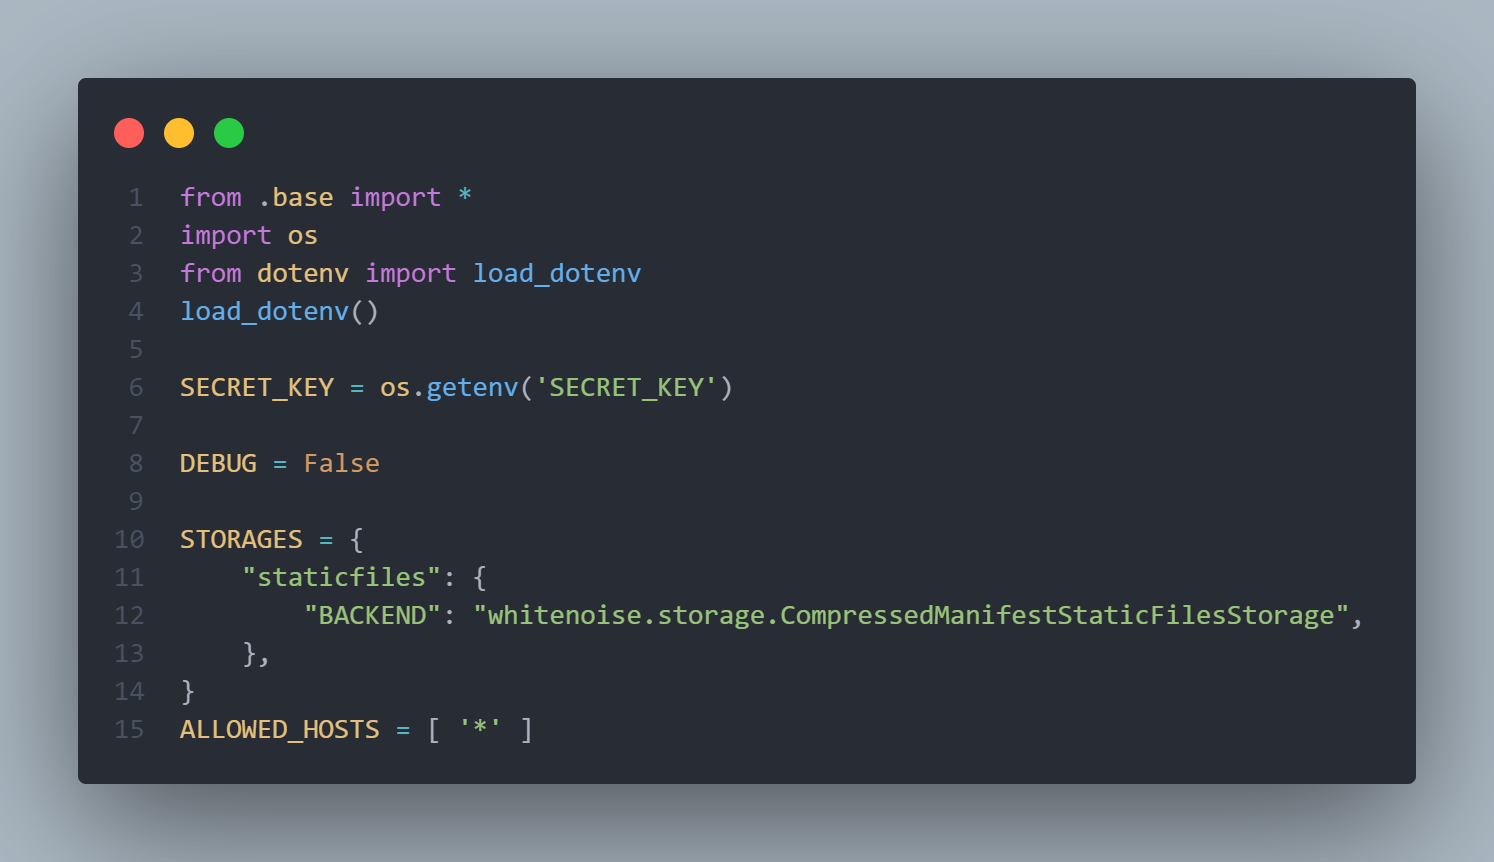 1 from .base import *
2 import os
3 from dotenv import load_dotenv
4 load_dotenv()
5
6 SECRET_KEY = os.getenv('SECRET_KEY')
7
8 DEBUG = False
9
10 STORAGES = {
11     "staticfiles": {
12         "BACKEND": "whitenoise.storage.CompressedManifestStaticFilesStorage",
13     },
14 }
15 ALLOWED_HOSTS = [ '*' ]